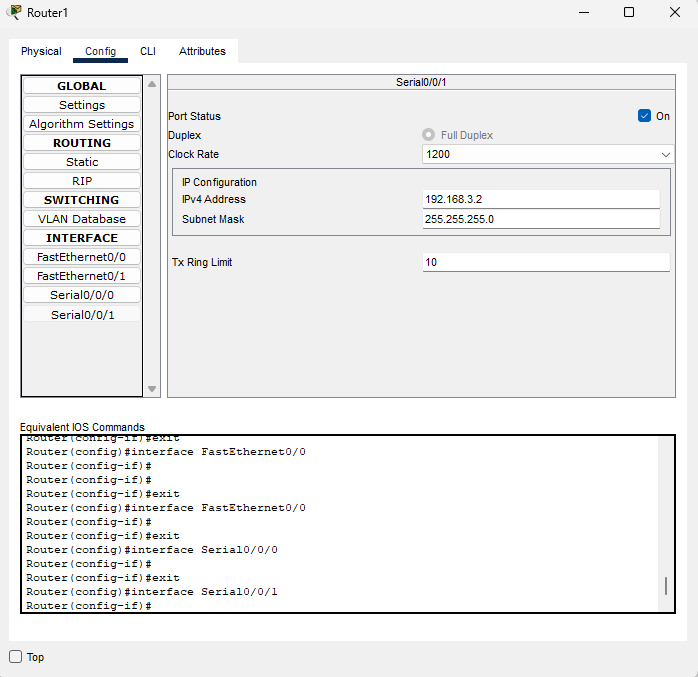 Router1
Physical Config CLI Attributes
GLOBAL
Settings
Algorithm Settings
ROUTING
Static
RIP
SWITCHING
VLAN Database
INTERFACE
FastEthernet0/0
FastEthernet0/1
Serial0/0/0
Serial0/0/1
Serial0/0/1
Port Status On
Duplex Full Duplex
Clock Rate 1200
IP Configuration
IPv4 Address 192.168.3.2
Subnet Mask 255.255.255.0
Tx Ring Limit 10
Equivalent IOS Commands
Router(config-if)#exit
Router(config)#interface FastEthernet0/0
Router(config-if)#
Router(config-if)#
Router(config-if)#exit
Router(config)#interface FastEthernet0/0
Router(config-if)#
Router(config-if)#exit
Router(config)#interface Serial0/0/0
Router(config-if)#
Router(config-if)#exit
Router(config)#interface Serial0/0/1
Router(config-if)#
Top